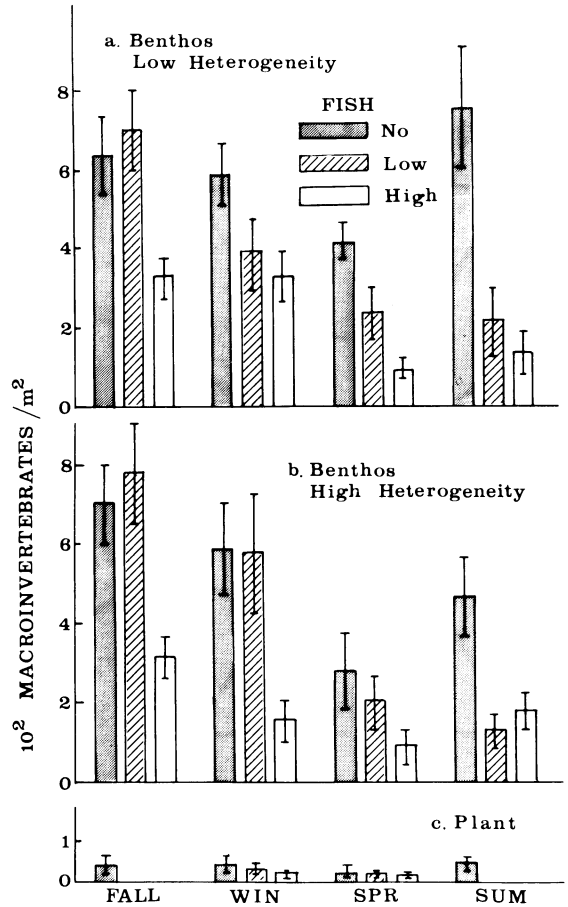 a. Benthos
Low Heterogeneity
FISH
No
Low
High
8
6
4
2
0
10² MACROINVERTEBRATES /m²
b. Benthos
High Heterogeneity
8
6
4
2
0
c. Plant
1
0
FALL WIN SPR SUM